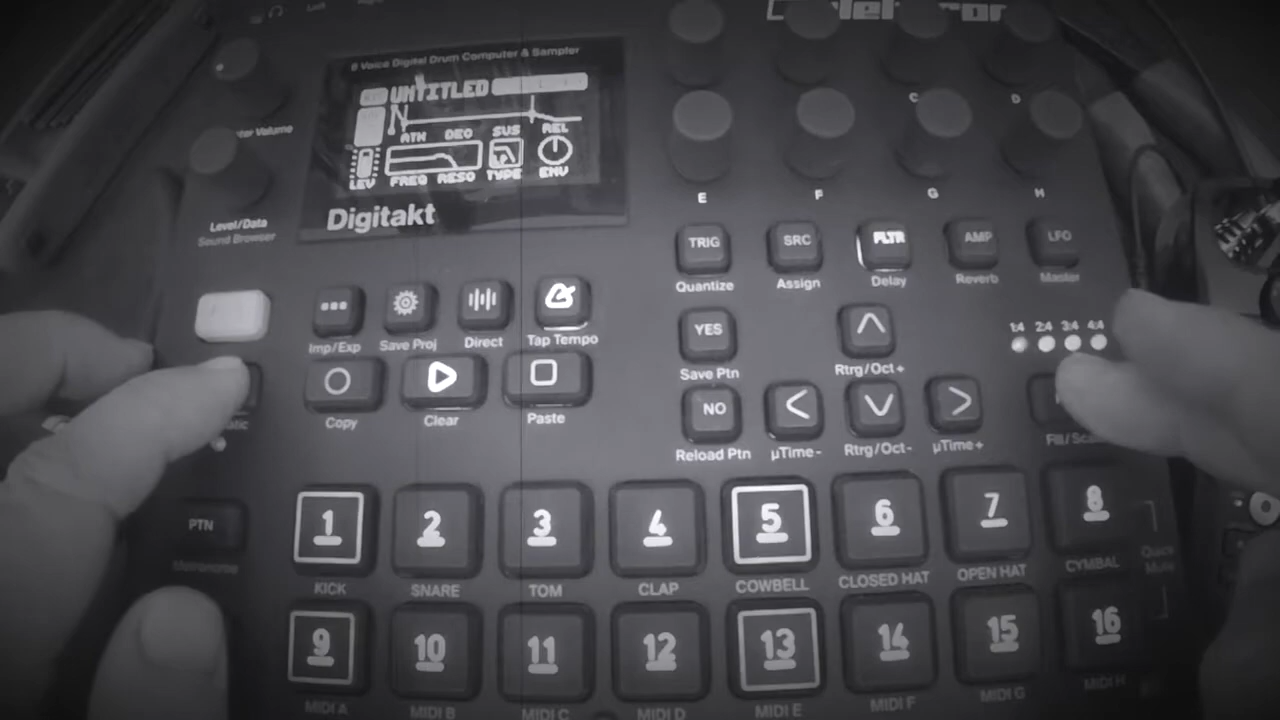 8 Voice Digital Drum Computer & Sampler
UNTITLED
C D
ATK DEC SUS REL
LEV FREQ RESO TYPE ENV
E F G H
Digitakt
Level/Data
Sound Browser
TRIG SRC FLTR AMP LFO
Quantize Assign Delay Reverb Master
Imp/Exp Save Proj Direct Tap Tempo
YES
1:4 2:4 3:4 4:4
Save Ptn Rtrg/Oct+
Copy Clear Paste
NO
Reload Ptn µTime- Rtrg/Oct- µTime+
PTN
Metronome
1 2 3 4 5 6 7 8
KICK SNARE TOM CLAP COWBELL CLOSED HAT OPEN HAT CYMBAL
Quick
Mute
9 10 11 12 13 14 15 16
MIDI A MIDI B MIDI C MIDI D MIDI E MIDI F MIDI G MIDI H